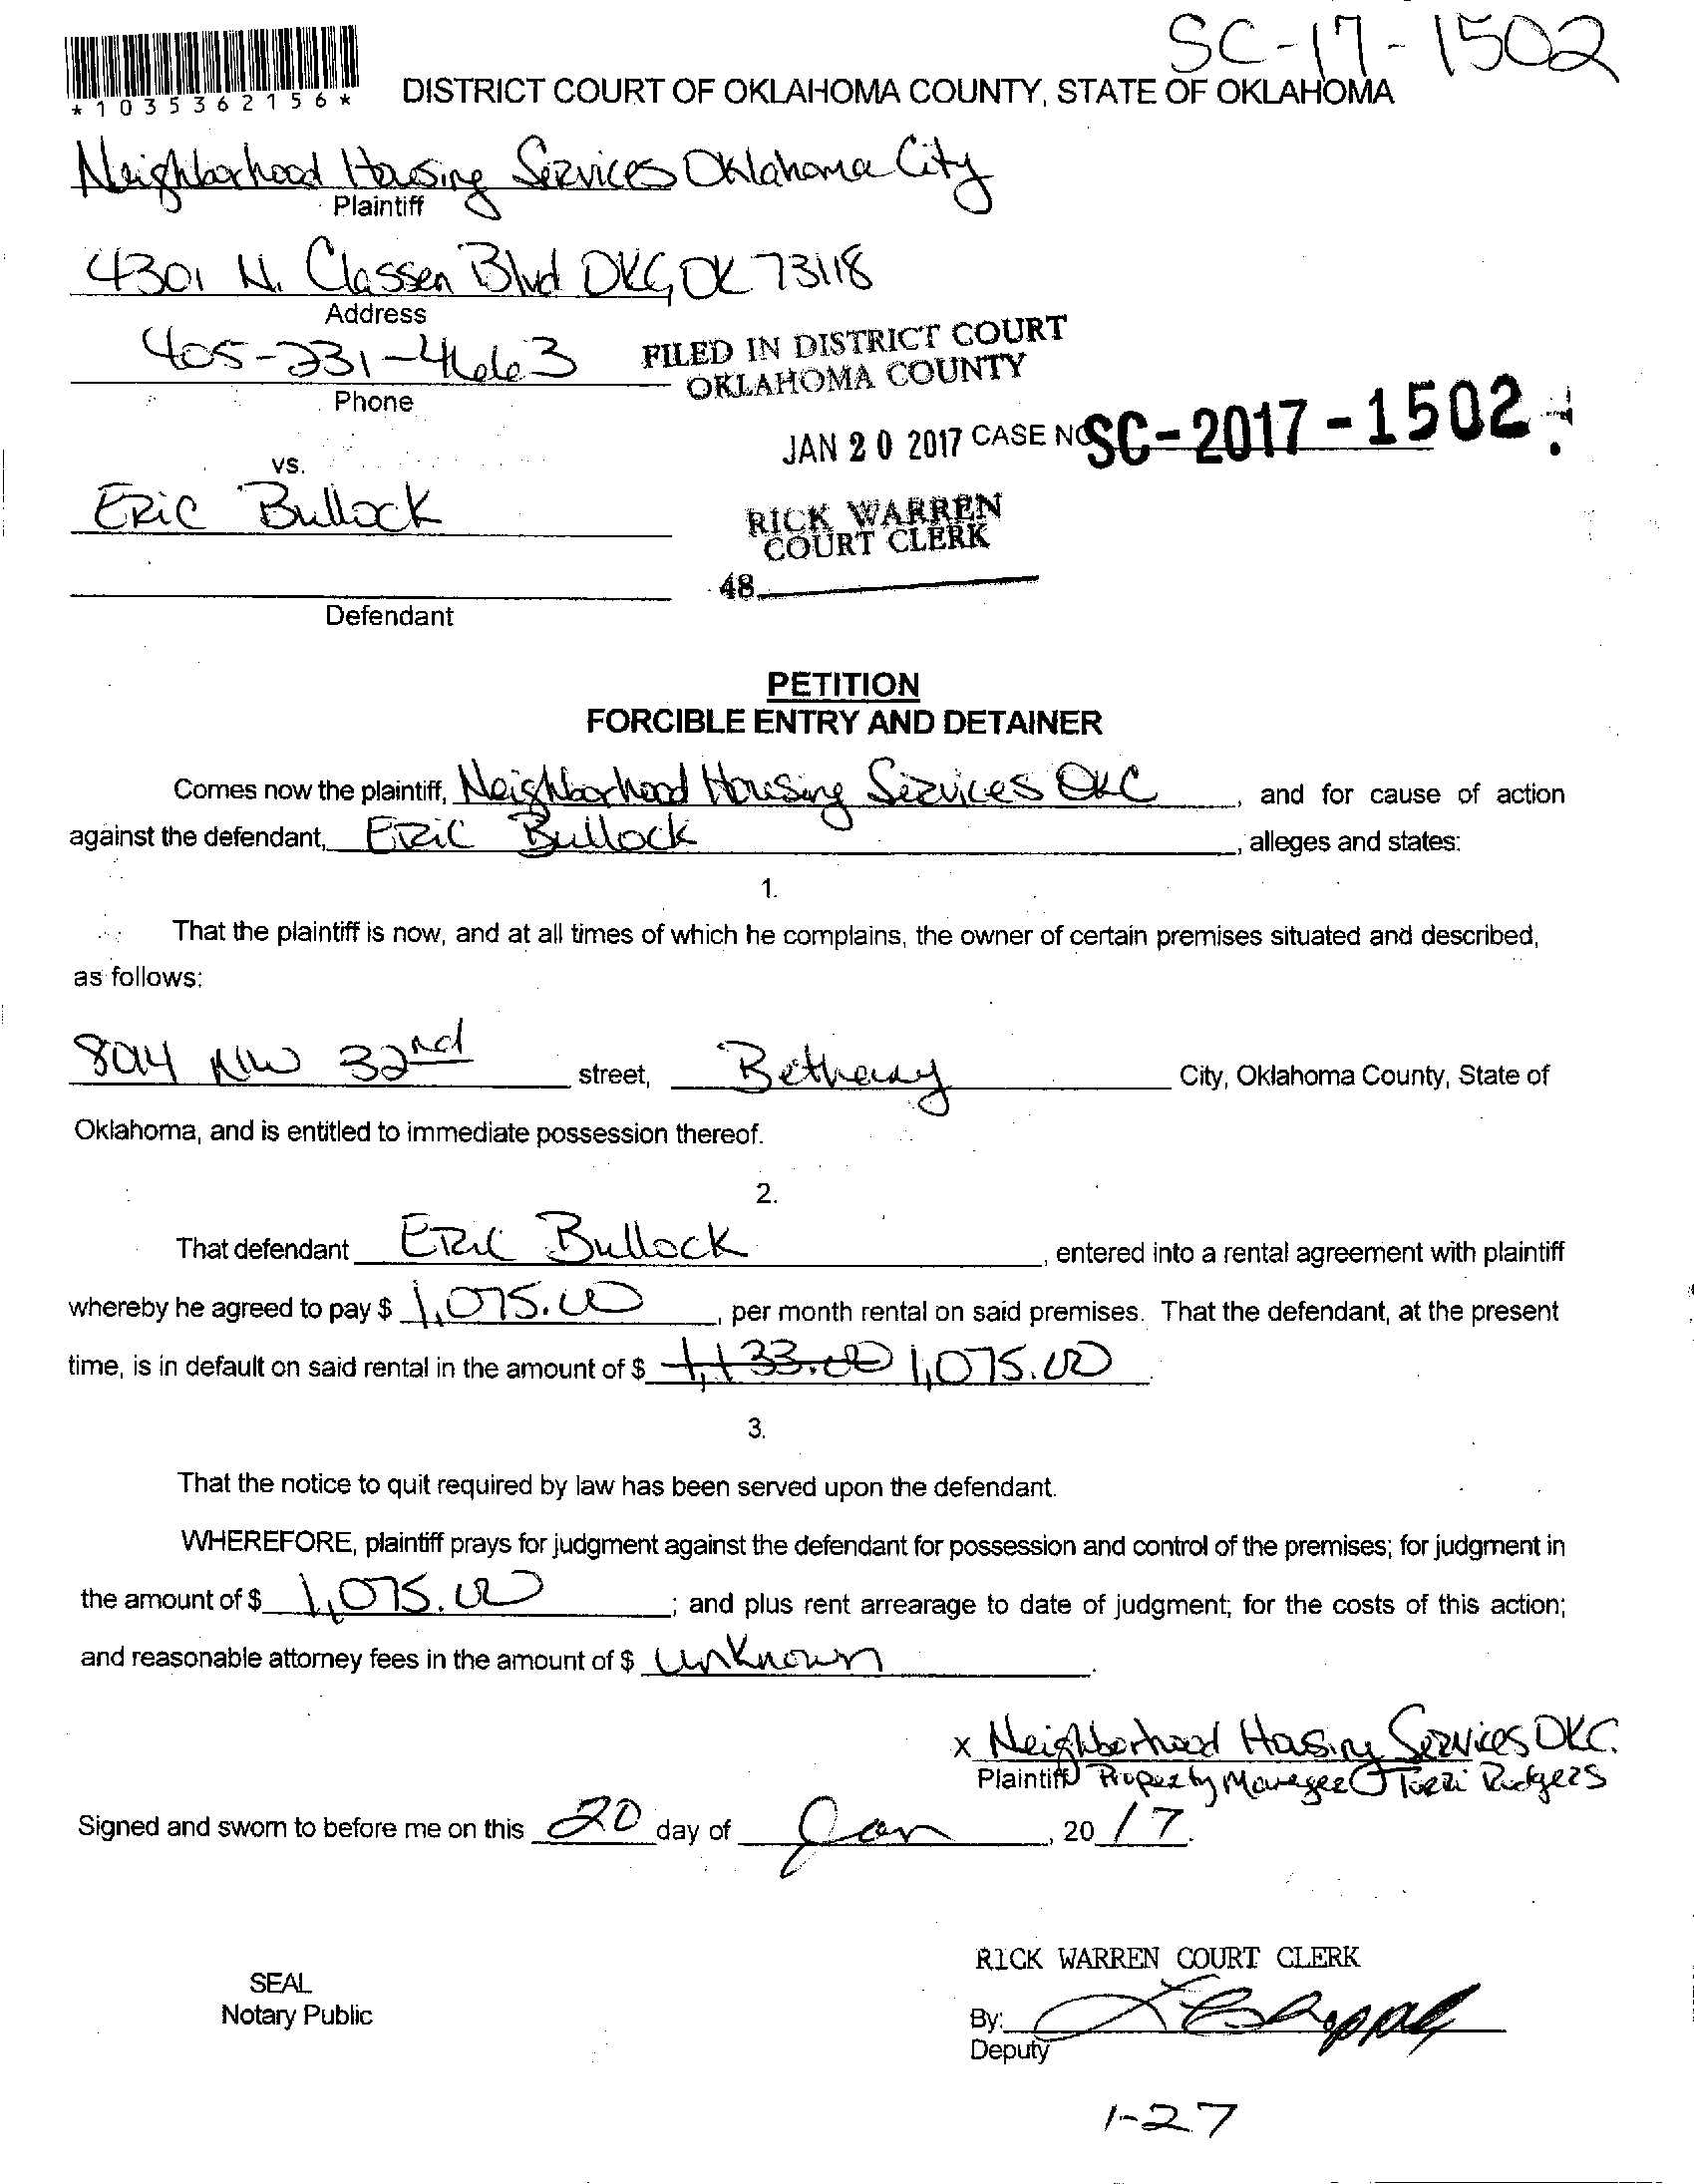 SC-17-1502
*1035362156*
DISTRICT COURT OF OKLAHOMA COUNTY, STATE OF OKLAHOMA
Neighborhood Housing Services Oklahoma City
Plaintiff
4301 N. Classen Blvd OKC, OK 73118
Address
405-231-4663
Phone
FILED IN DISTRICT COURT
OKLAHOMA COUNTY
JAN 20 2017 CASE NO SC-2017-1502
vs.
Eric Bullock
RICK WARREN
COURT CLERK
48
Defendant
PETITION
FORCIBLE ENTRY AND DETAINER
Comes now the plaintiff, Neighborhood Housing Services OKC, and for cause of action
against the defendant, Eric Bullock, alleges and states:
1.
That the plaintiff is now, and at all times of which he complains, the owner of certain premises situated and described,
as follows:
8014 NW 32nd street, Bethany City, Oklahoma County, State of
Oklahoma, and is entitled to immediate possession thereof.
2.
That defendant Eric Bullock, entered into a rental agreement with plaintiff
whereby he agreed to pay $ 1,075.00, per month rental on said premises. That the defendant, at the present
time, is in default on said rental in the amount of $ 1,133.00 1,075.00.
3.
That the notice to quit required by law has been served upon the defendant.
WHEREFORE, plaintiff prays for judgment against the defendant for possession and control of the premises; for judgment in
the amount of $ 1,075.00; and plus rent arrearage to date of judgment; for the costs of this action;
and reasonable attorney fees in the amount of $ unknown.
x Neighborhood Housing Services OKC.
Plaintiff Property Manager Torri Rodgers
Signed and sworn to before me on this 20 day of Jan, 20 17.
RICK WARREN COURT CLERK
SEAL
Notary Public
By:
Deputy
1-27